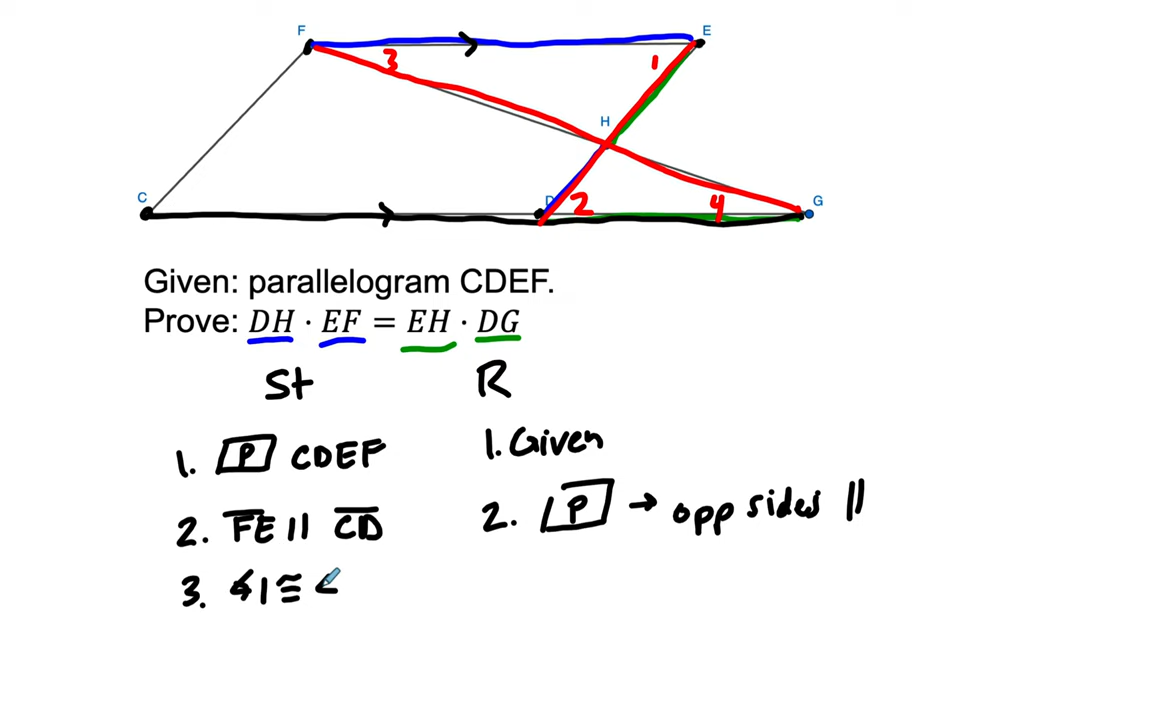 F E
3 1
H
C D 2 4 G
Given: parallelogram CDEF.
Prove: DH · EF = EH · DG
St R
1. P CDEF 1. Given
2. FE || CD 2. P → opp sides ||
3. ∡1 ≅ <